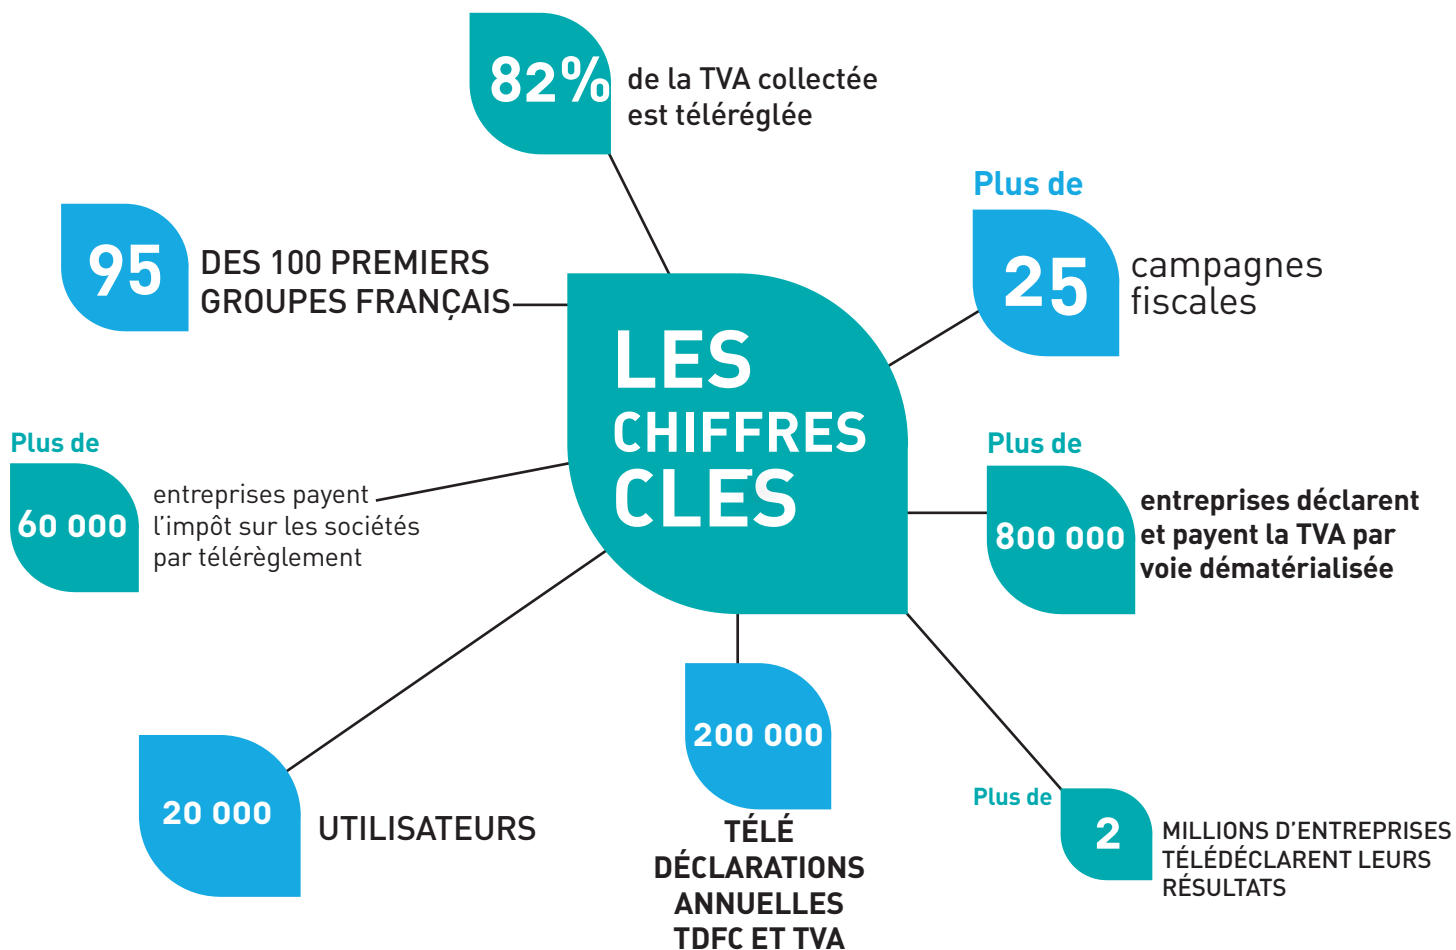 82%
de la TVA collectée
est téléréglée
Plus de
25
campagnes
fiscales
95
DES 100 PREMIERS
GROUPES FRANÇAIS
LES
CHIFFRES
CLES
Plus de
60 000
entreprises payent
l'impôt sur les sociétés
par télérèglement
Plus de
800 000
entreprises déclarent
et payent la TVA par
voie dématérialisée
20 000
UTILISATEURS
200 000
TÉLÉ
DÉCLARATIONS
ANNUELLES
TDFC ET TVA
Plus de
2
MILLIONS D'ENTREPRISES
TÉLÉDÉCLARENT LEURS
RÉSULTATS